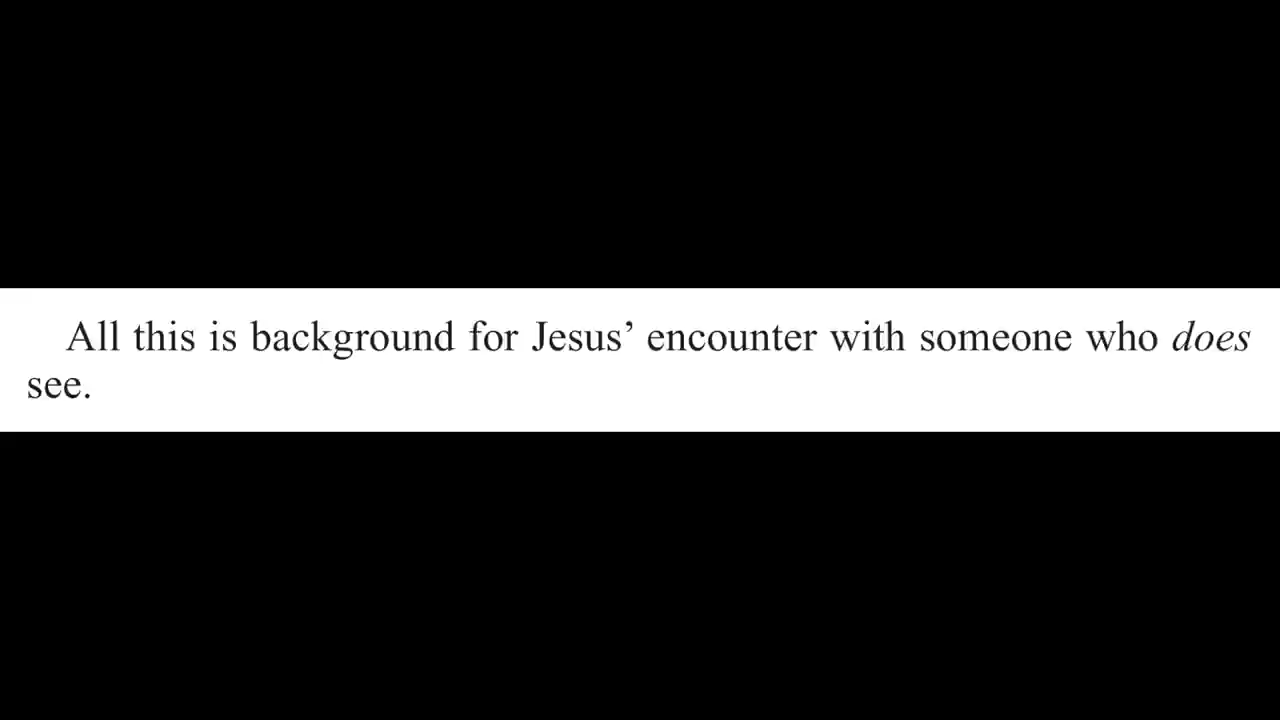 All this is background for Jesus’ encounter with someone who does
see.